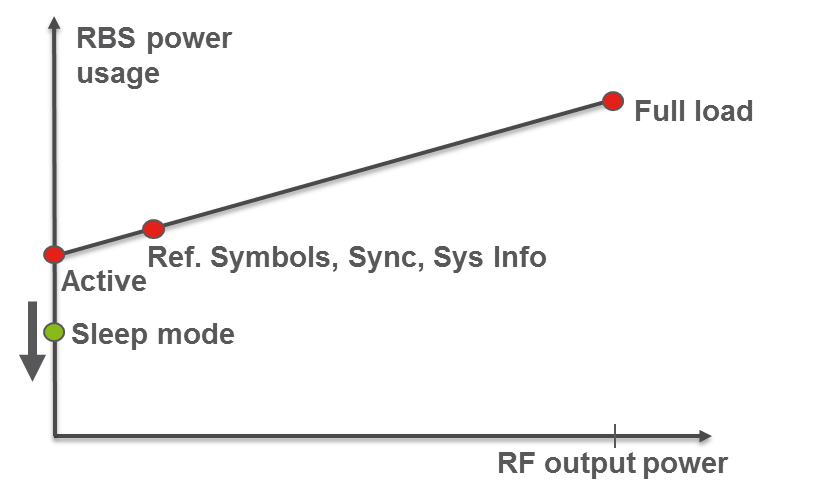 RBS power
usage
Full load
Ref. Symbols, Sync, Sys Info
Active
Sleep mode
RF output power